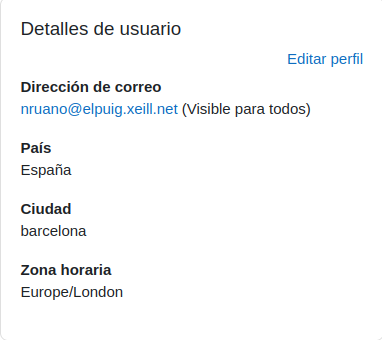 Detalles de usuario
Editar perfil
Dirección de correo
nruano@elpuig.xeill.net (Visible para todos)
País
España
Ciudad
barcelona
Zona horaria
Europe/London